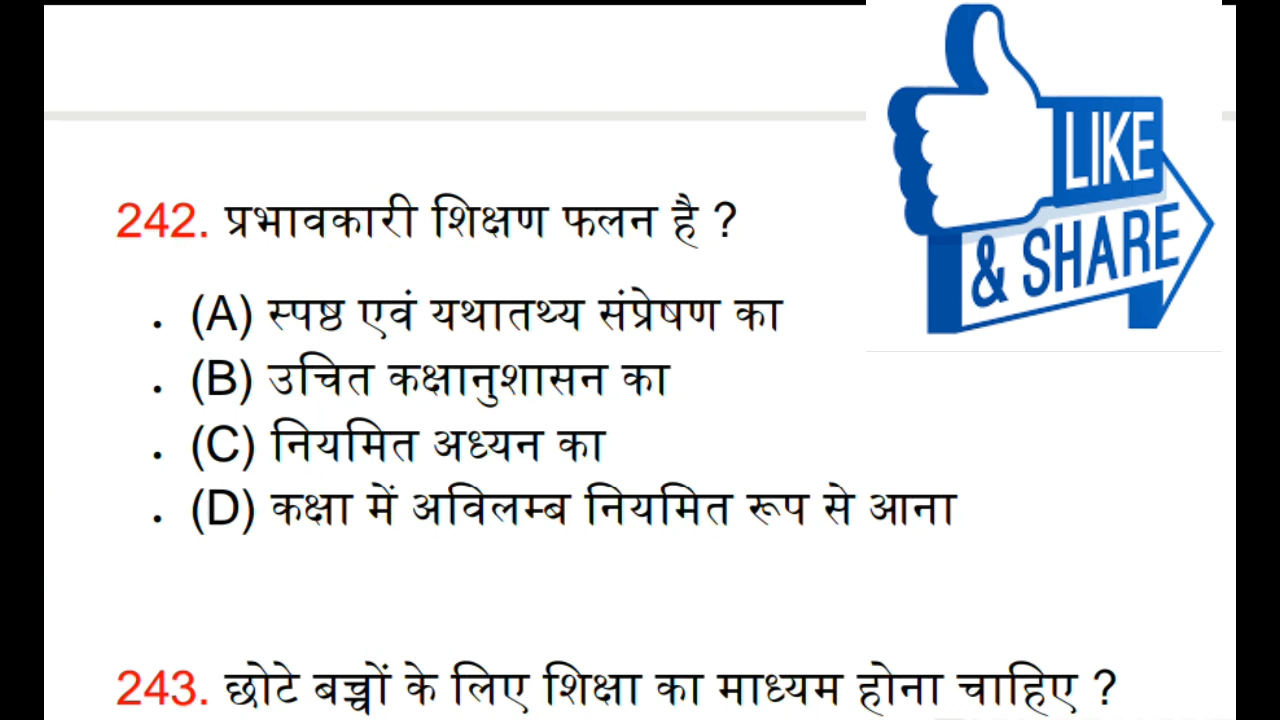 LIKE
& SHARE
242. प्रभावकारी शिक्षण फलन है ?
. (A) स्पष्ठ एवं यथातथ्य संप्रेषण का
. (B) उचित कक्षानुशासन का
. (C) नियमित अध्यन का
. (D) कक्षा में अविलम्ब नियमित रूप से आना
243. छोटे बच्चों के लिए शिक्षा का माध्यम होना चाहिए ?